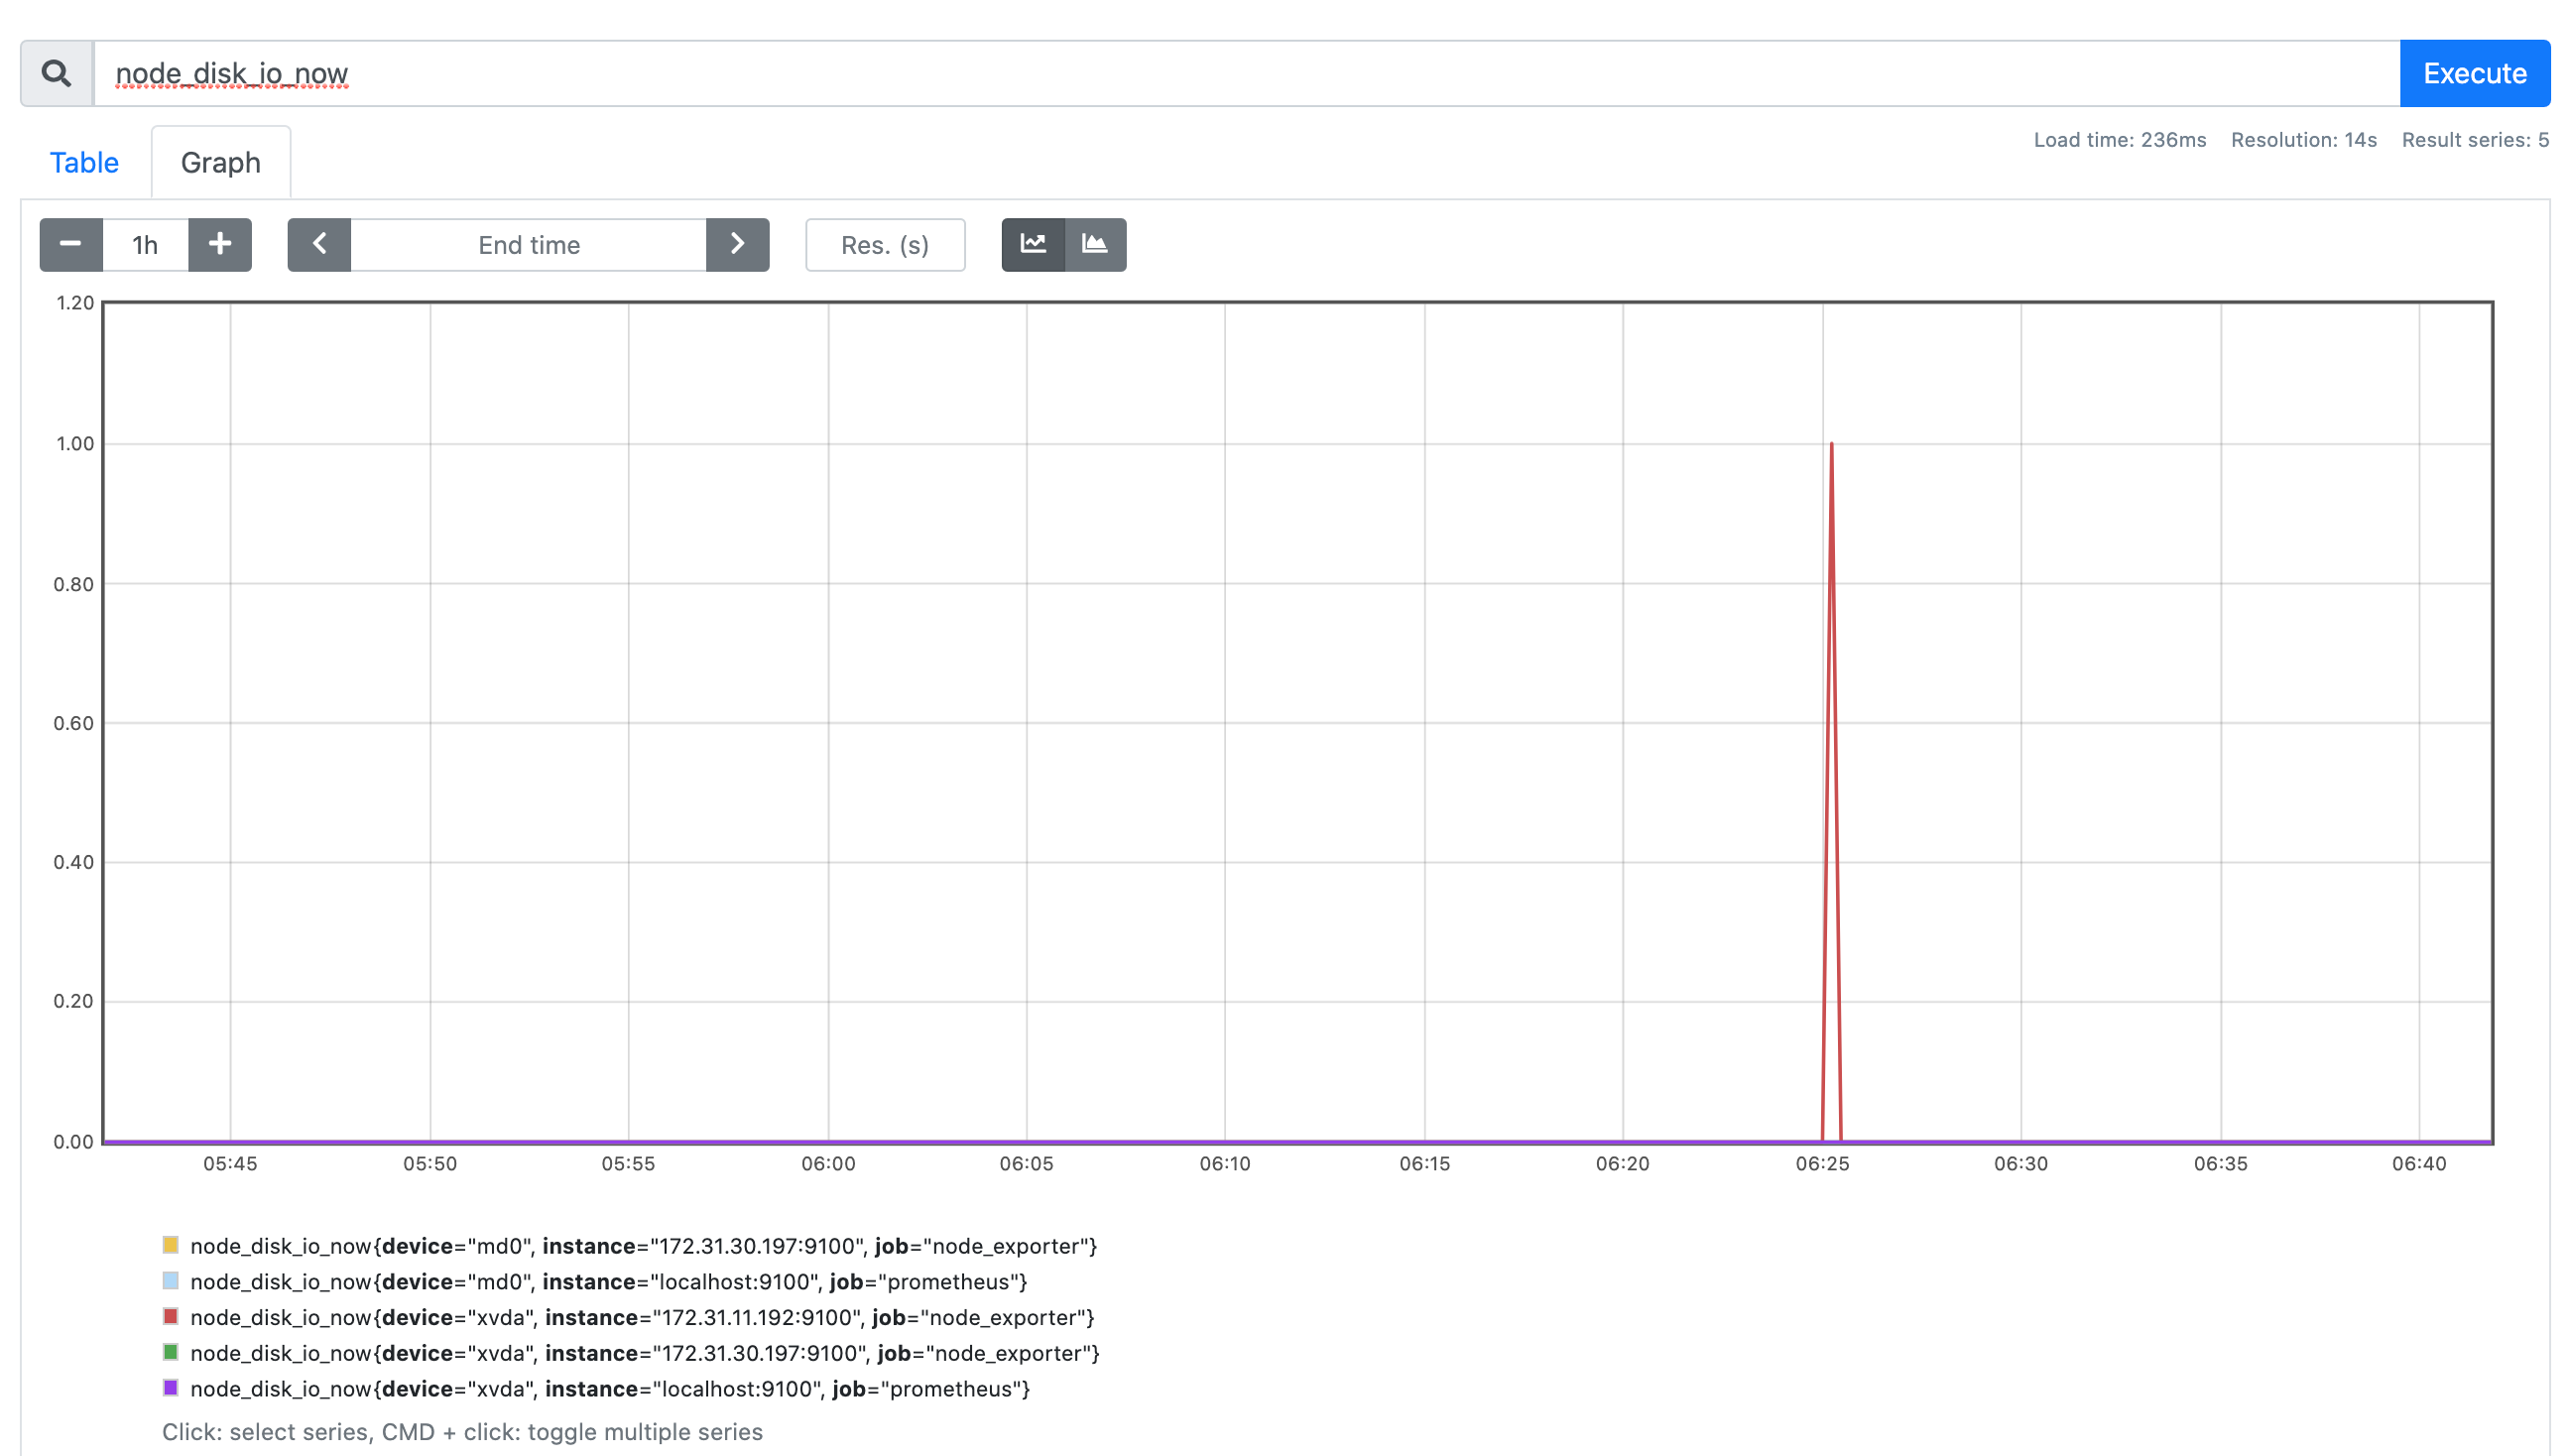 node_disk_io_now
Execute
Table
Graph
Load time: 236ms Resolution: 14s Result series: 5
1h
End time
Res. (s)
1.20
1.00
0.80
0.60
0.40
0.20
0.00
05:45 05:50 05:55 06:00 06:05 06:10 06:15 06:20 06:25 06:30 06:35 06:40
node_disk_io_now{device="md0", instance="172.31.30.197:9100", job="node_exporter"}
node_disk_io_now{device="md0", instance="localhost:9100", job="prometheus"}
node_disk_io_now{device="xvda", instance="172.31.11.192:9100", job="node_exporter"}
node_disk_io_now{device="xvda", instance="172.31.30.197:9100", job="node_exporter"}
node_disk_io_now{device="xvda", instance="localhost:9100", job="prometheus"}
Click: select series, CMD + click: toggle multiple series